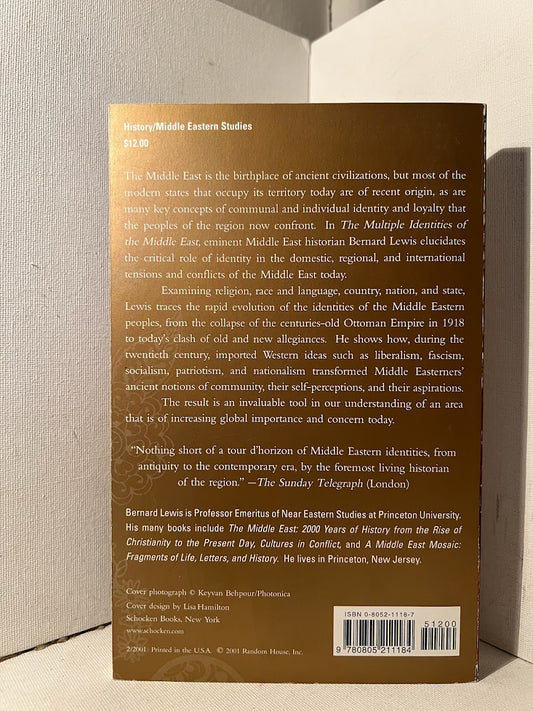 History/Middle Eastern Studies
$12.00
The Middle East is the birthplace of ancient civilizations, but most of the
modern states that occupy its territory today are of recent origin, as are
many key concepts of communal and individual identity and loyalty that
the peoples of the region now confront. In The Multiple Identities of
the Middle East, eminent Middle East historian Bernard Lewis elucidates
the critical role of identity in the domestic, regional, and international
tensions and conflicts of the Middle East today.
Examining religion, race and language, country, nation, and state,
Lewis traces the rapid evolution of the identities of the Middle Eastern
peoples, from the collapse of the centuries-old Ottoman Empire in 1918
to today's clash of old and new allegiances. He shows how, during the
twentieth century, imported Western ideas such as liberalism, fascism,
socialism, patriotism, and nationalism transformed Middle Easterners'
ancient notions of community, their self-perceptions, and their aspirations.
The result is an invaluable tool in our understanding of an area
that is of increasing global importance and concern today.
"Nothing short of a tour d'horizon of Middle Eastern identities, from
antiquity to the contemporary era, by the foremost living historian
of the region." —The Sunday Telegraph (London)
Bernard Lewis is Professor Emeritus of Near Eastern Studies at Princeton University.
His many books include The Middle East: 2000 Years of History from the Rise of
Christianity to the Present Day, Cultures in Conflict, and A Middle East Mosaic:
Fragments of Life, Letters, and History. He lives in Princeton, New Jersey.
Cover photograph © Keyvan Behpour/Photonica
Cover design by Lisa Hamilton
Schocken Books, New York
www.schocken.com
2/2001 Printed in the U.S.A. © 2001 Random House, Inc.
ISBN 0-8052-1118-7
51200
9 780805 211184